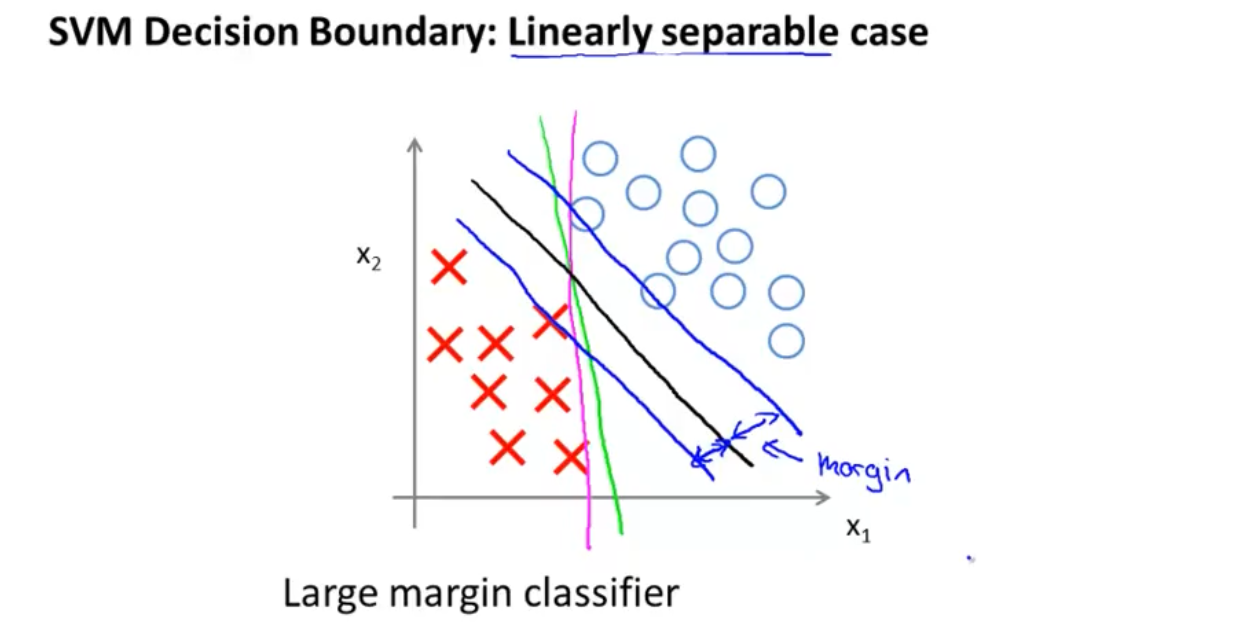 SVM Decision Boundary: Linearly separable case
x₂
margin
x₁
Large margin classifier